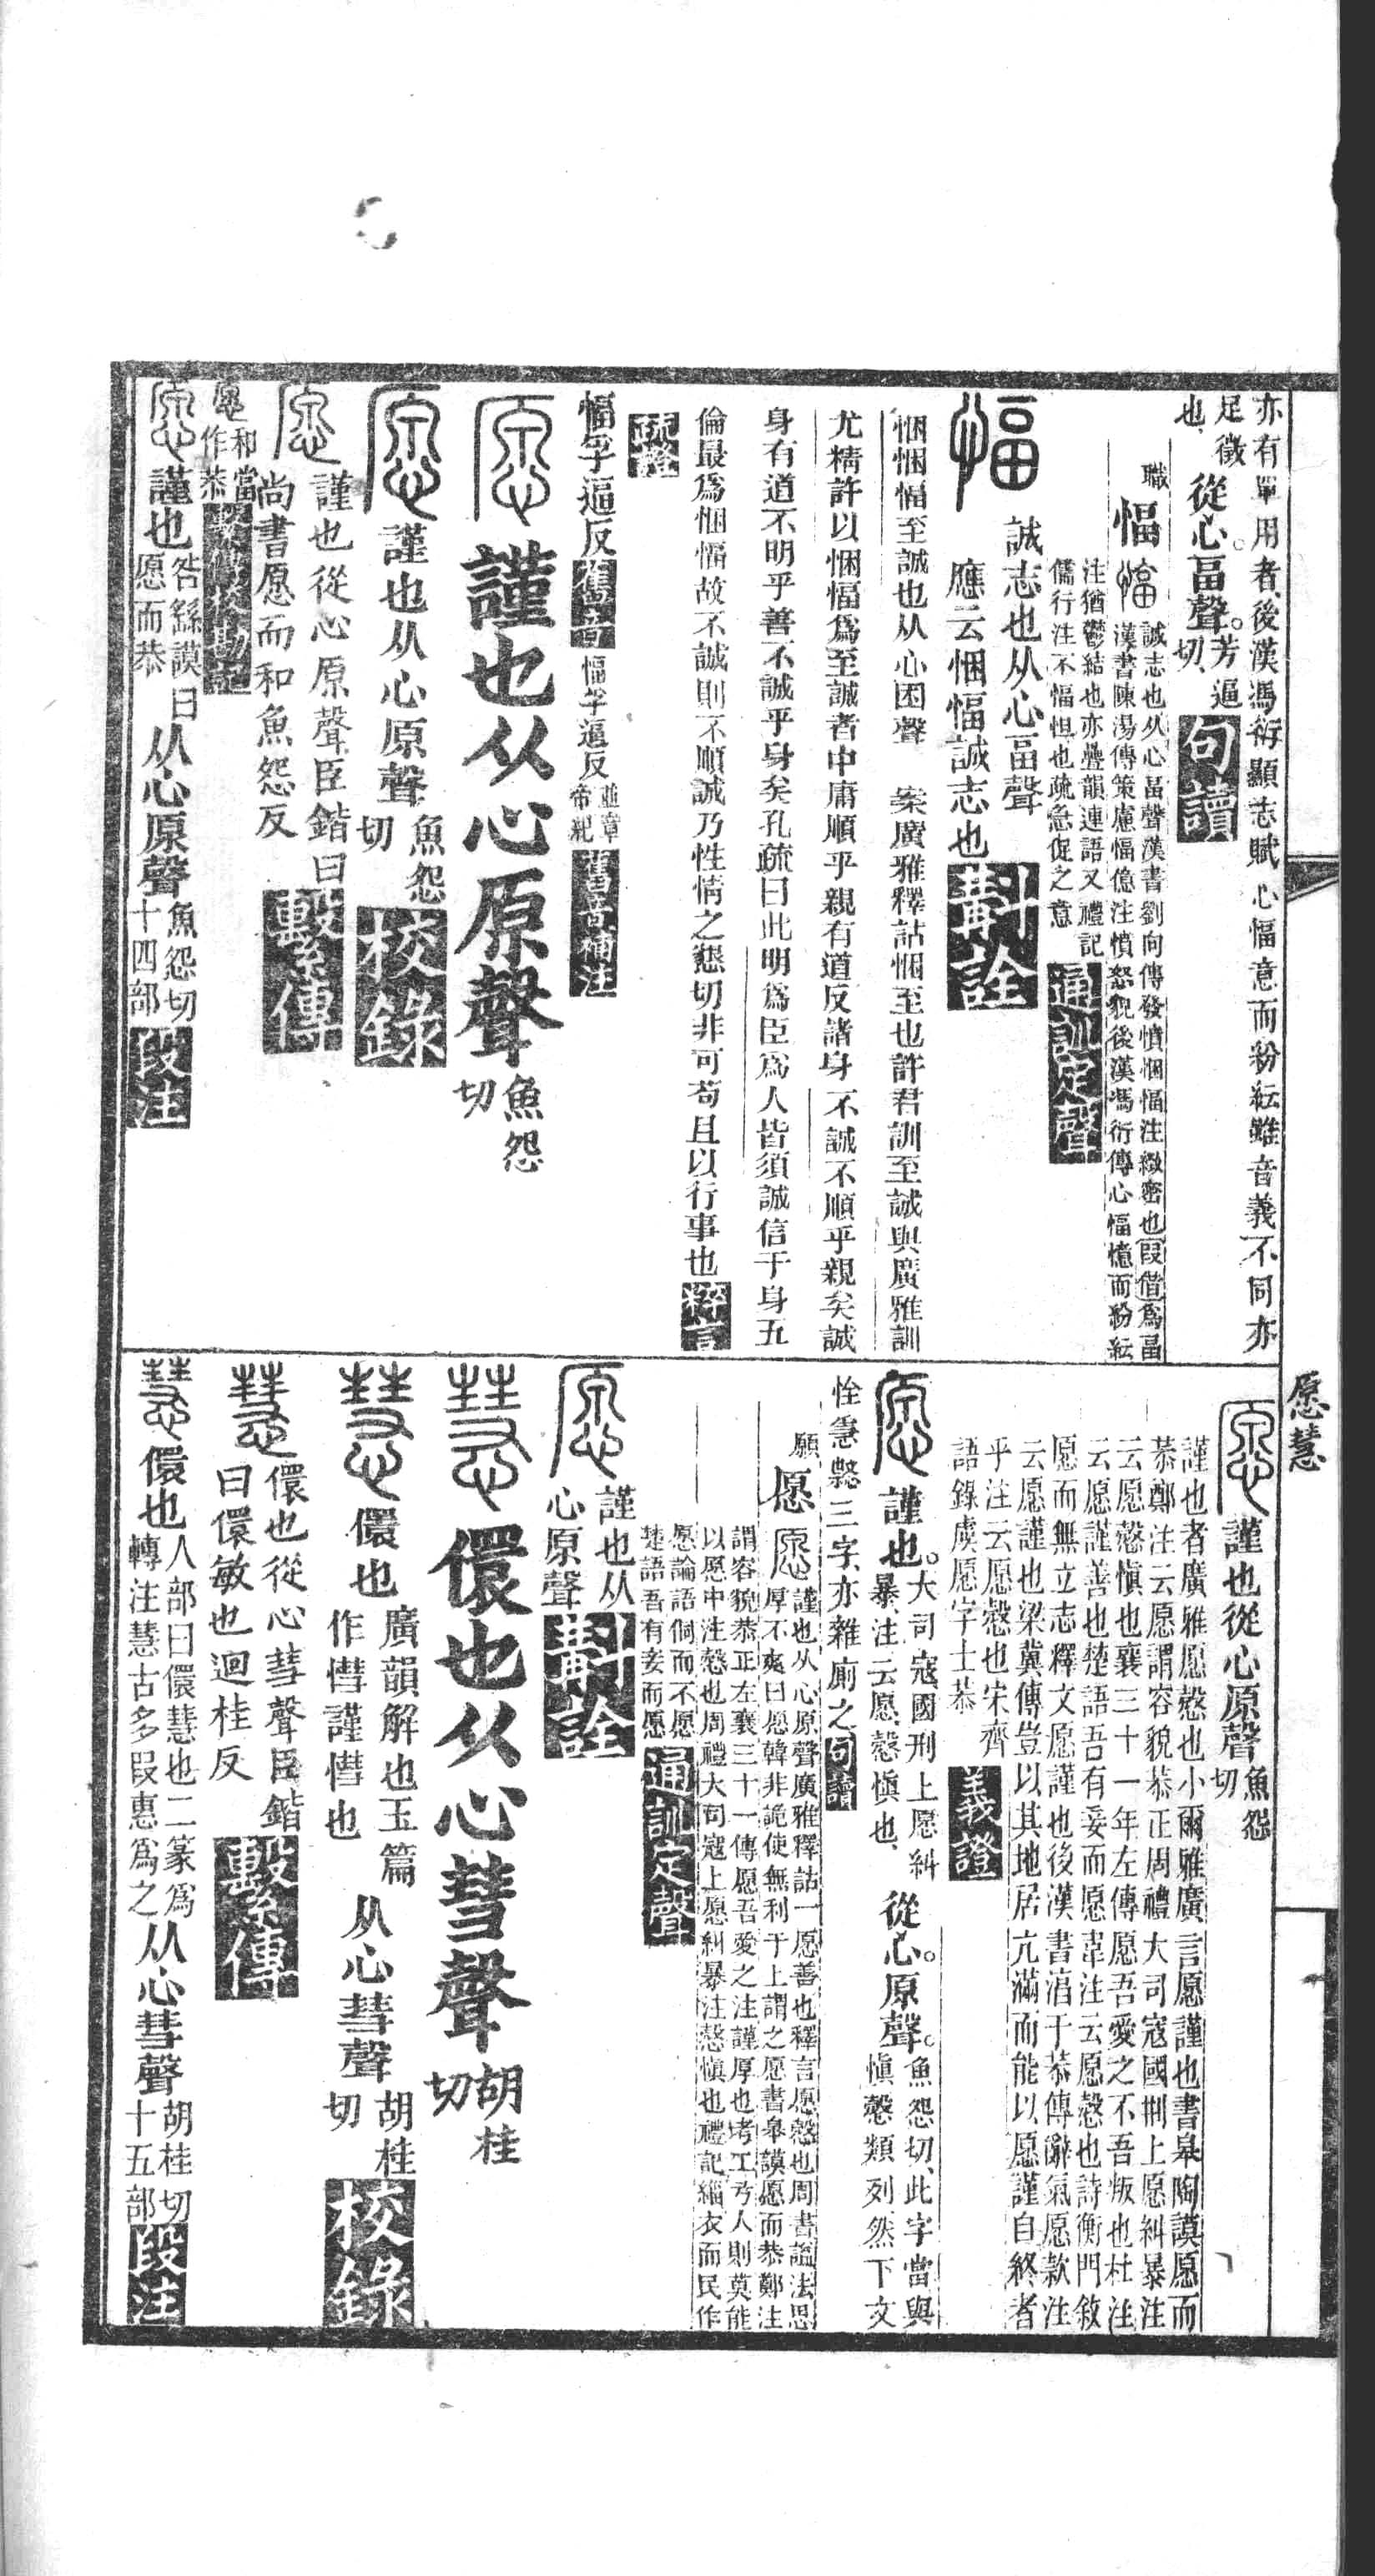 亦有單用者、後漢馮衍顯志賦心愊意而紛紜雖音義不同亦
足徵
也、
從心。畐聲。芳逼
切、
句讀
職
愊
愊
誠志也从心畐聲漢書劉向傳發憤悃愊注緻密也叚借爲畐
漢書陳湯傳策慮愊億注憤怒貌後漢馮衍傳心愊憶而紛紜
注猶鬱結也亦疊韻連語又禮記
儒行注不愊怛也疏急促之意
通訓定聲
愊
誠志也从心畐聲
應云悃愊誠志也
斠詮
悃悃愊至誠也从心困聲 案廣雅釋詁悃至也許君訓至誠與廣雅訓
尤精許以悃愊爲至誠者中庸順乎親有道反諸身不誠不順乎親矣誠
身有道不明乎善不誠乎身矣孔疏曰此明爲臣爲人皆須誠信于身五
倫最爲悃愊故不誠則不順誠乃性情之懇切非可苟且以行事也
粹言
疏證
愊孚逼反
舊音
愊孚逼反
並章
帝紀
舊音補注
愿
謹也从心原聲魚怨
切
愿
謹也从心原聲魚怨
切
校錄
愿
謹也從心原聲臣鍇曰
尚書愿而和魚怨反
繫傳
愿
和當
作恭
繫傳校勘記
愿
謹也咎繇謨曰
愿而恭
从心原聲魚怨切
十四部
段注
愿慧
愿
謹也從心原聲魚怨
切
謹也者廣雅愿慤也小爾雅廣言愿謹也書皋陶謨愿而
恭鄭注云愿謂容貌恭正周禮大司寇國刑上愿糾暴注
云愿慤愼也襄三十一年左傳愿吾愛之不吾叛也杜注
云愿謹善也楚語吾有妾而愿韋注云愿慤也詩衡門敘
愿而無立志釋文愿謹也後漢書淯于恭傳辭氣愿款注
云愿謹也梁冀傳豈以其地居亢滿而能以愿謹自終者
乎注云愿慤也宋齊
語錄虞愿字士恭
義證
愿
謹也。大司寇國刑上愿糾
暴、注云愿、慤愼也、
從心。原聲。魚怨切、此字當與
愼慤類列、然下文
恮惠懇三字、亦雜廁之
句讀
願
愿
愿
謹也从心原聲廣雅釋詁一愿善也釋言愿慤也周書謚法思
厚不爽曰愿韓非詭使無利于上謂之愿書皋謨愿而恭鄭注
謂容貌恭正左襄三十一傳愿吾愛之注謹厚也考工弓人則莫能
以愿中注慤也周禮大司寇上愿糾暴注慤愼也禮記緇衣而民作
愿論語侗而不愿
楚語吾有妾而愿
通訓定聲
愿
謹也从
心原聲
斠詮
慧
儇也从心彗聲胡桂
切
慧
儇也廣韻解也玉篇
作㥣謹㥣也
从心彗聲胡桂
切
校錄
慧
儇也從心彗聲臣鍇
曰儇敏也迴桂反
繫傳
慧
儇也人部曰儇慧也二篆爲
轉注慧古多叚惠爲之
从心彗聲胡桂切
十五部
段注